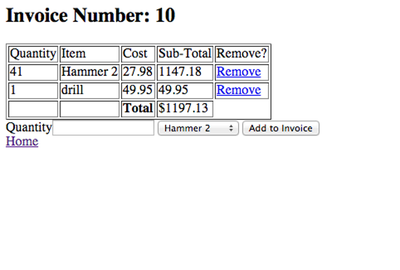 Invoice Number: 10
Quantity Item Cost Sub-Total Remove?
41 Hammer 2 27.98 1147.18 Remove
1 drill 49.95 49.95 Remove
Total $1197.13
Quantity Hammer 2 Add to Invoice
Home